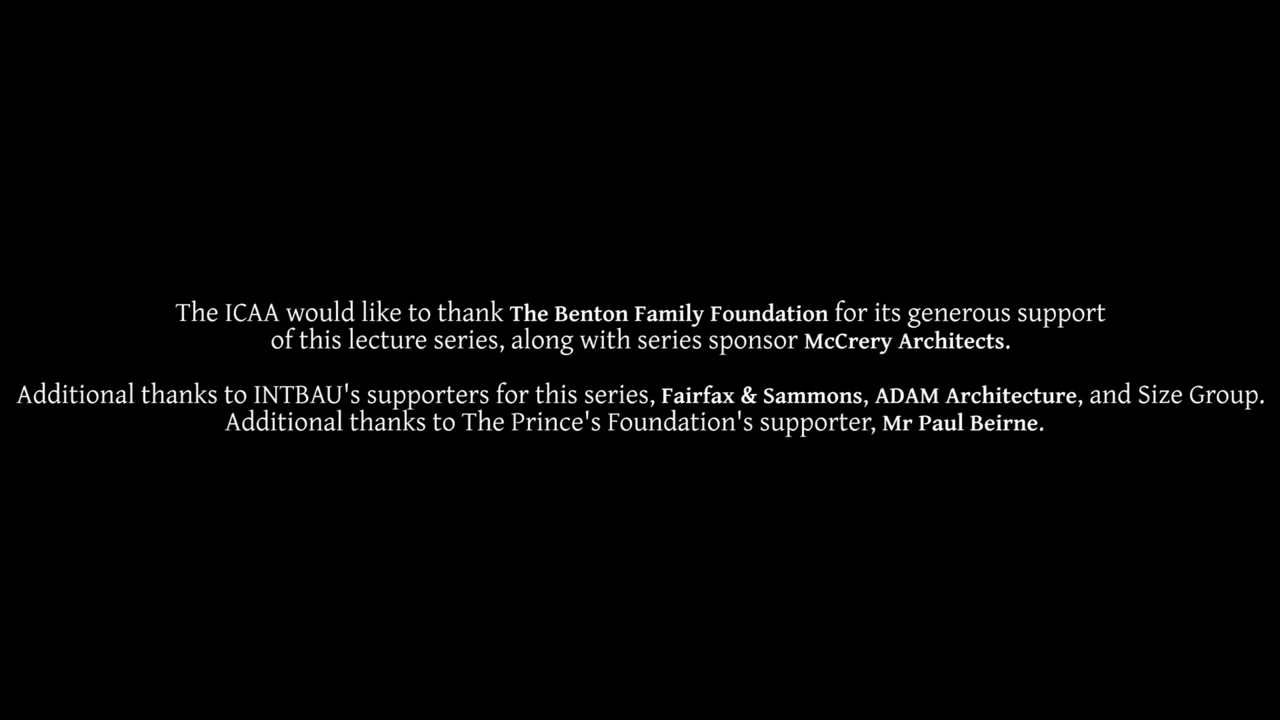 The ICAA would like to thank The Benton Family Foundation for its generous support
of this lecture series, along with series sponsor McCrery Architects.
Additional thanks to INTBAU's supporters for this series, Fairfax & Sammons, ADAM Architecture, and Size Group.
Additional thanks to The Prince's Foundation's supporter, Mr Paul Beirne.